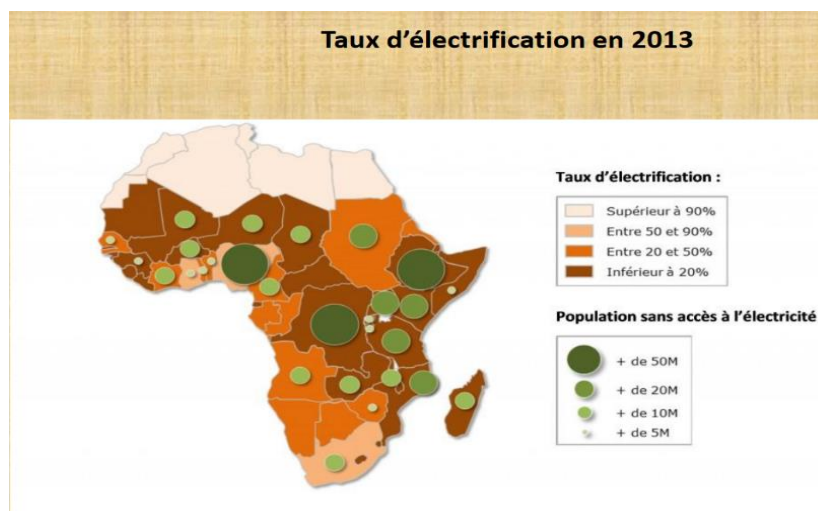 Taux d’électrification en 2013
Taux d’électrification :
Supérieur à 90%
Entre 50 et 90%
Entre 20 et 50%
Inférieur à 20%
Population sans accès à l’électricité
+ de 50M
+ de 20M
+ de 10M
+ de 5M